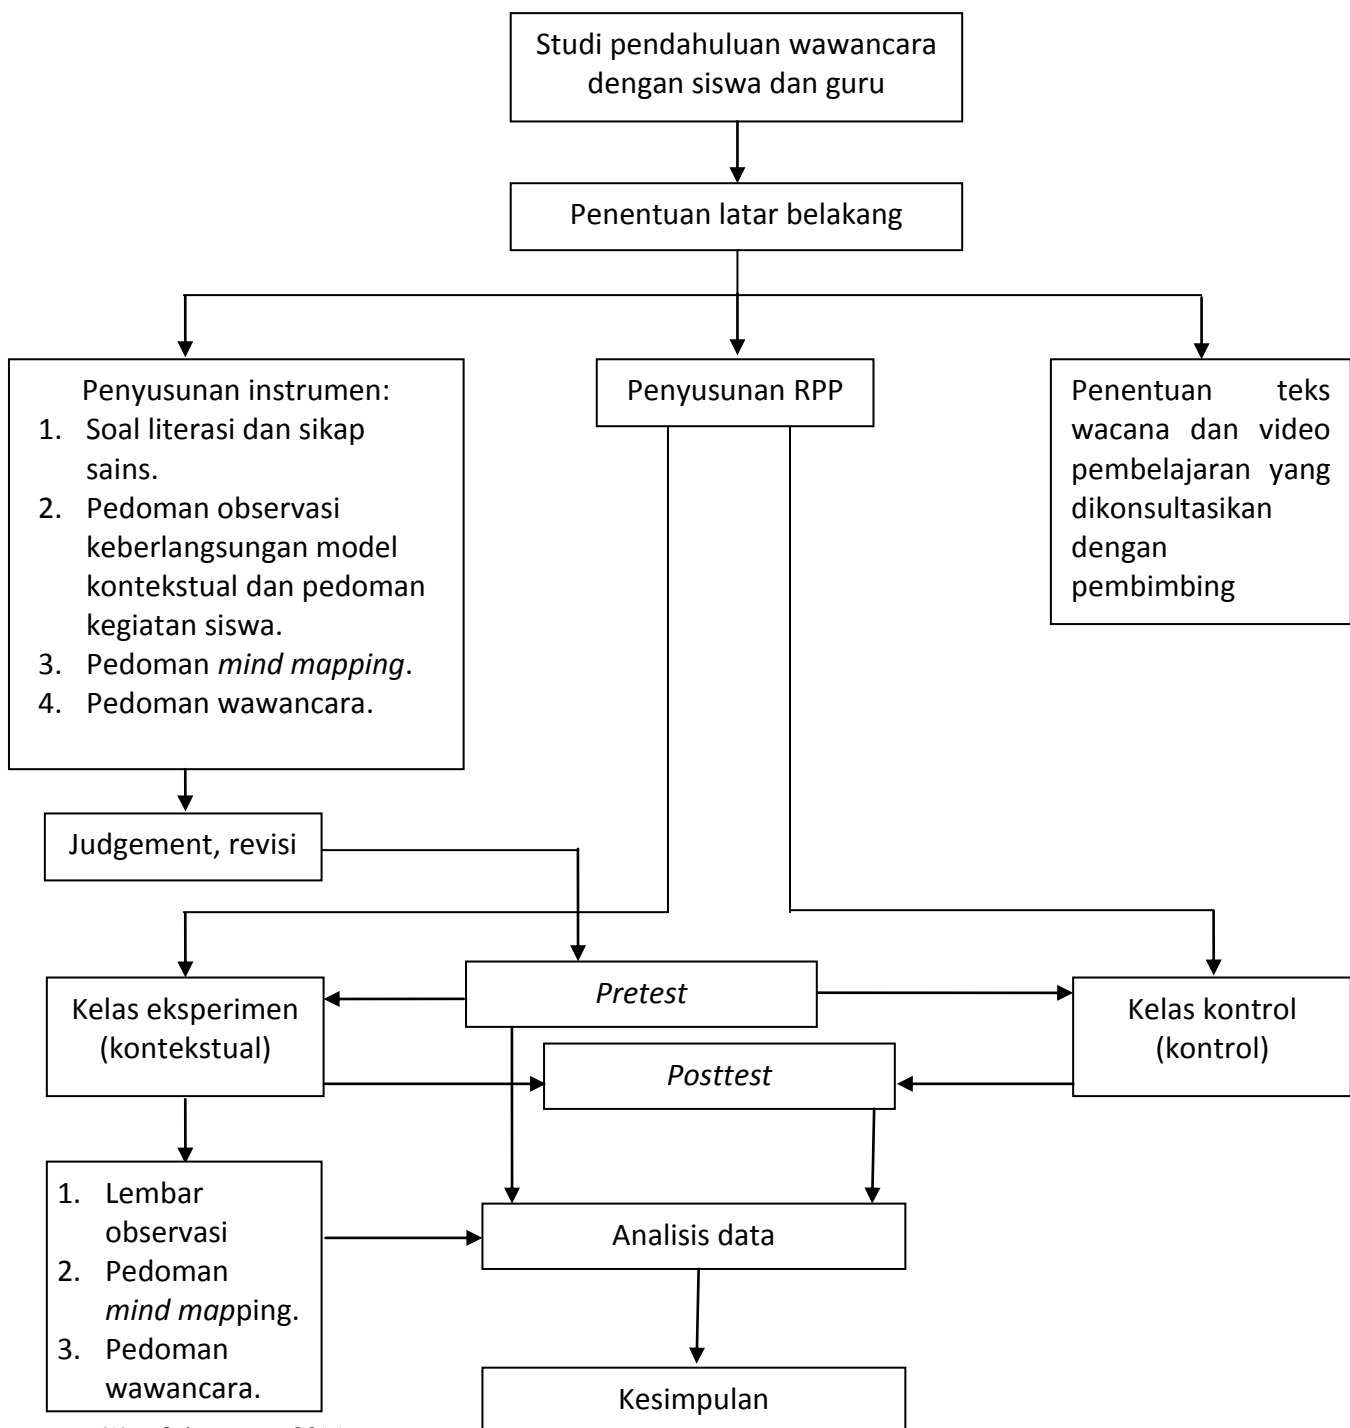 Studi pendahuluan wawancara
dengan siswa dan guru
Penentuan latar belakang
Penyusunan instrumen:
1. Soal literasi dan sikap
sains.
2. Pedoman observasi
keberlangsungan model
kontekstual dan pedoman
kegiatan siswa.
3. Pedoman mind mapping.
4. Pedoman wawancara.
Penyusunan RPP
Penentuan teks
wacana dan video
pembelajaran yang
dikonsultasikan
dengan
pembimbing
Judgement, revisi
Pretest
Kelas eksperimen
(kontekstual)
Kelas kontrol
(kontrol)
Posttest
1. Lembar
observasi
2. Pedoman
mind mapping.
3. Pedoman
wawancara.
Analisis data
Kesimpulan